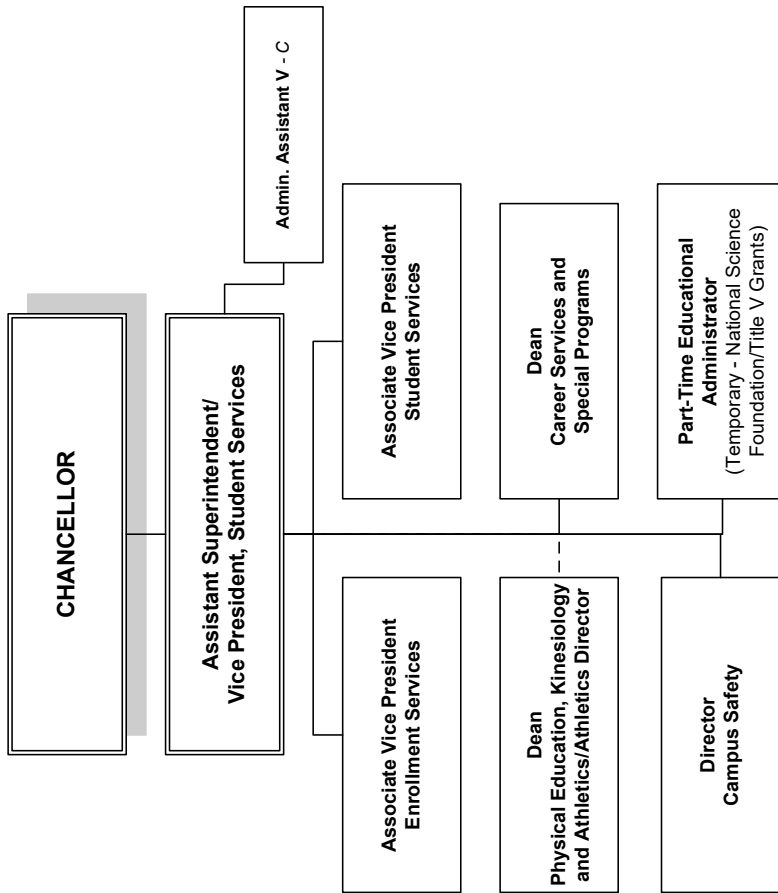 CHANCELLOR
Assistant Superintendent/
Vice President, Student Services
Admin. Assistant V - C
Associate Vice President
Enrollment Services
Associate Vice President
Student Services
Dean
Physical Education, Kinesiology
and Athletics/Athletics Director
Dean
Career Services and
Special Programs
Director
Campus Safety
Part-Time Educational
Administrator
(Temporary - National Science
Foundation/Title V Grants)